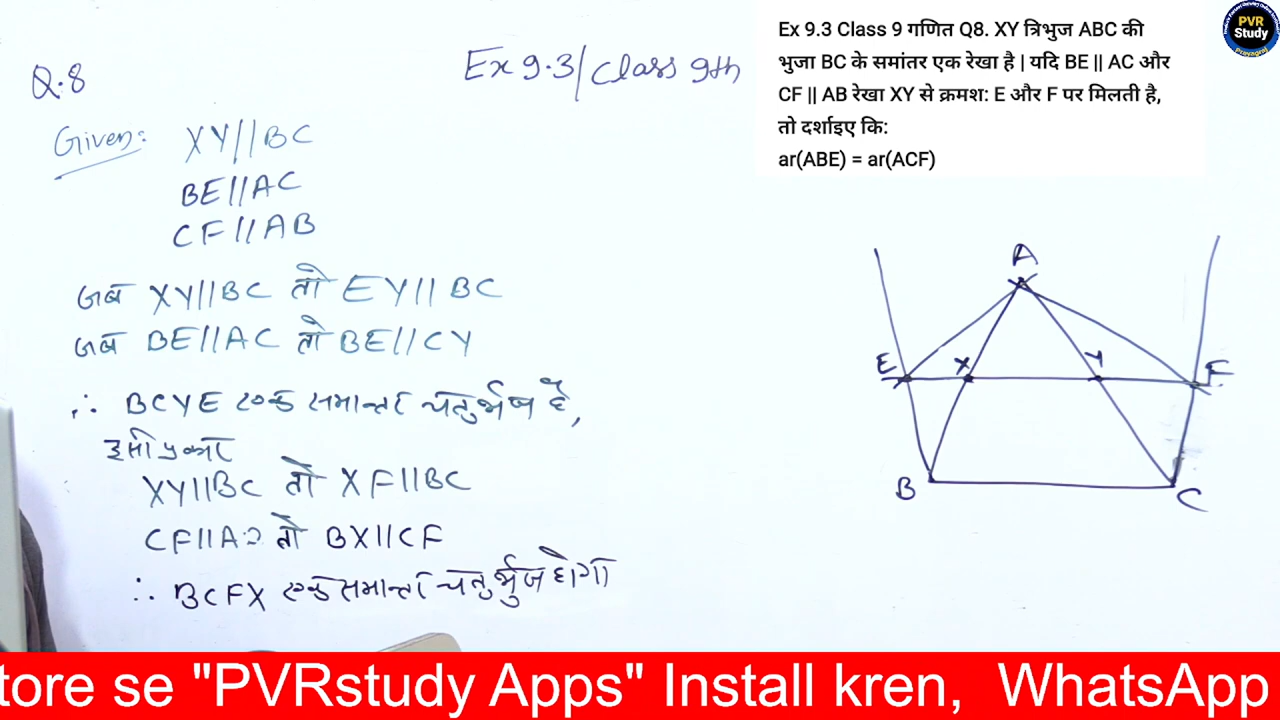 Q.8
Ex 9.3/Class 9th
Ex 9.3 Class 9 गणित Q8. XY त्रिभुज ABC की
भुजा BC के समांतर एक रेखा है | यदि BE || AC और
CF || AB रेखा XY से क्रमश: E और F पर मिलती है,
तो दर्शाइए कि:
ar(ABE) = ar(ACF)
PVR
Study
Given:
XY//BC
BE//AC
CF//AB
जब XY//BC तो EY//BC
जब BE//AC तो BE//CY
∴ BCYE एक समान्तर चतुर्भुज है,
इसी प्रकार
XY//BC तो XF//BC
CF//AB तो BX//CF
∴ BCFX एक समान्तर चतुर्भुज होगा
A
E X Y F
B C
tore se "PVRstudy Apps" Install kren, WhatsApp